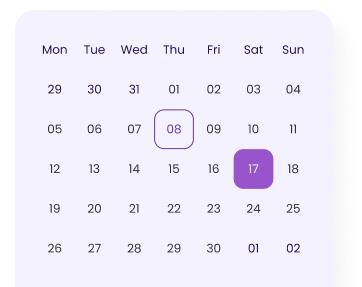 Mon Tue Wed Thu Fri Sat Sun
29 30 31 01 02 03 04
05 06 07 08 09 10 11
12 13 14 15 16 17 18
19 20 21 22 23 24 25
26 27 28 29 30 01 02